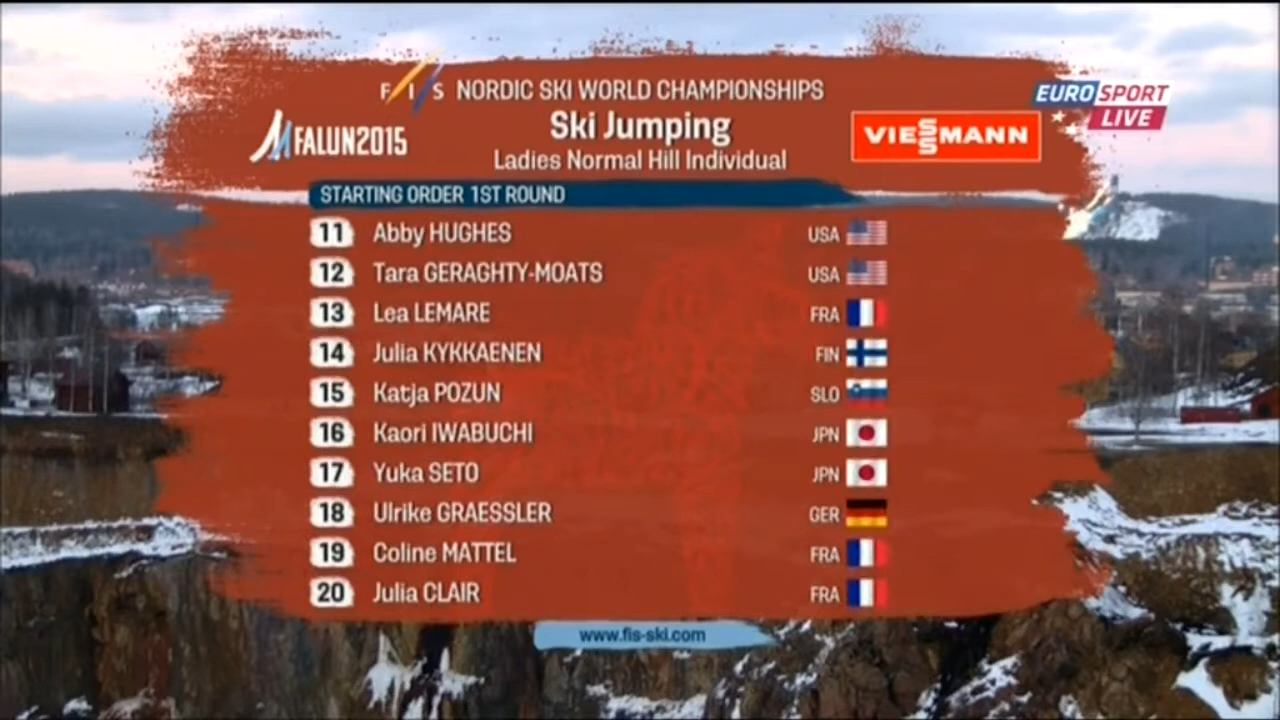 FIS NORDIC SKI WORLD CHAMPIONSHIPS
EUROSPORT
LIVE
FALUN2015
Ski Jumping
VIESSMANN
Ladies Normal Hill Individual
STARTING ORDER 1ST ROUND
11 Abby HUGHES USA
12 Tara GERAGHTY-MOATS USA
13 Lea LEMARE FRA
14 Julia KYKKAENEN FIN
15 Katja POZUN SLO
16 Kaori IWABUCHI JPN
17 Yuka SETO JPN
18 Ulrike GRAESSLER GER
19 Coline MATTEL FRA
20 Julia CLAIR FRA
www.fis-ski.com